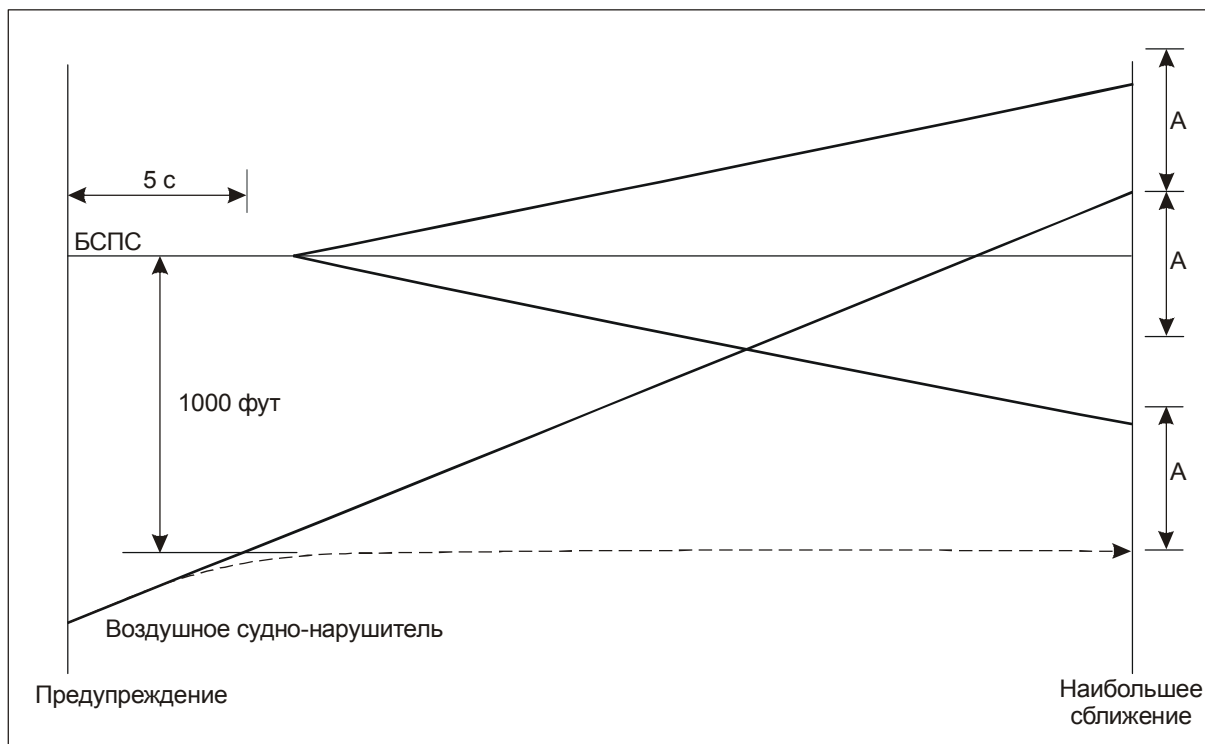 А
5 с
БСПС
А
1000 фут
А
Воздушное судно-нарушитель
Предупреждение
Наибольшее
сближение